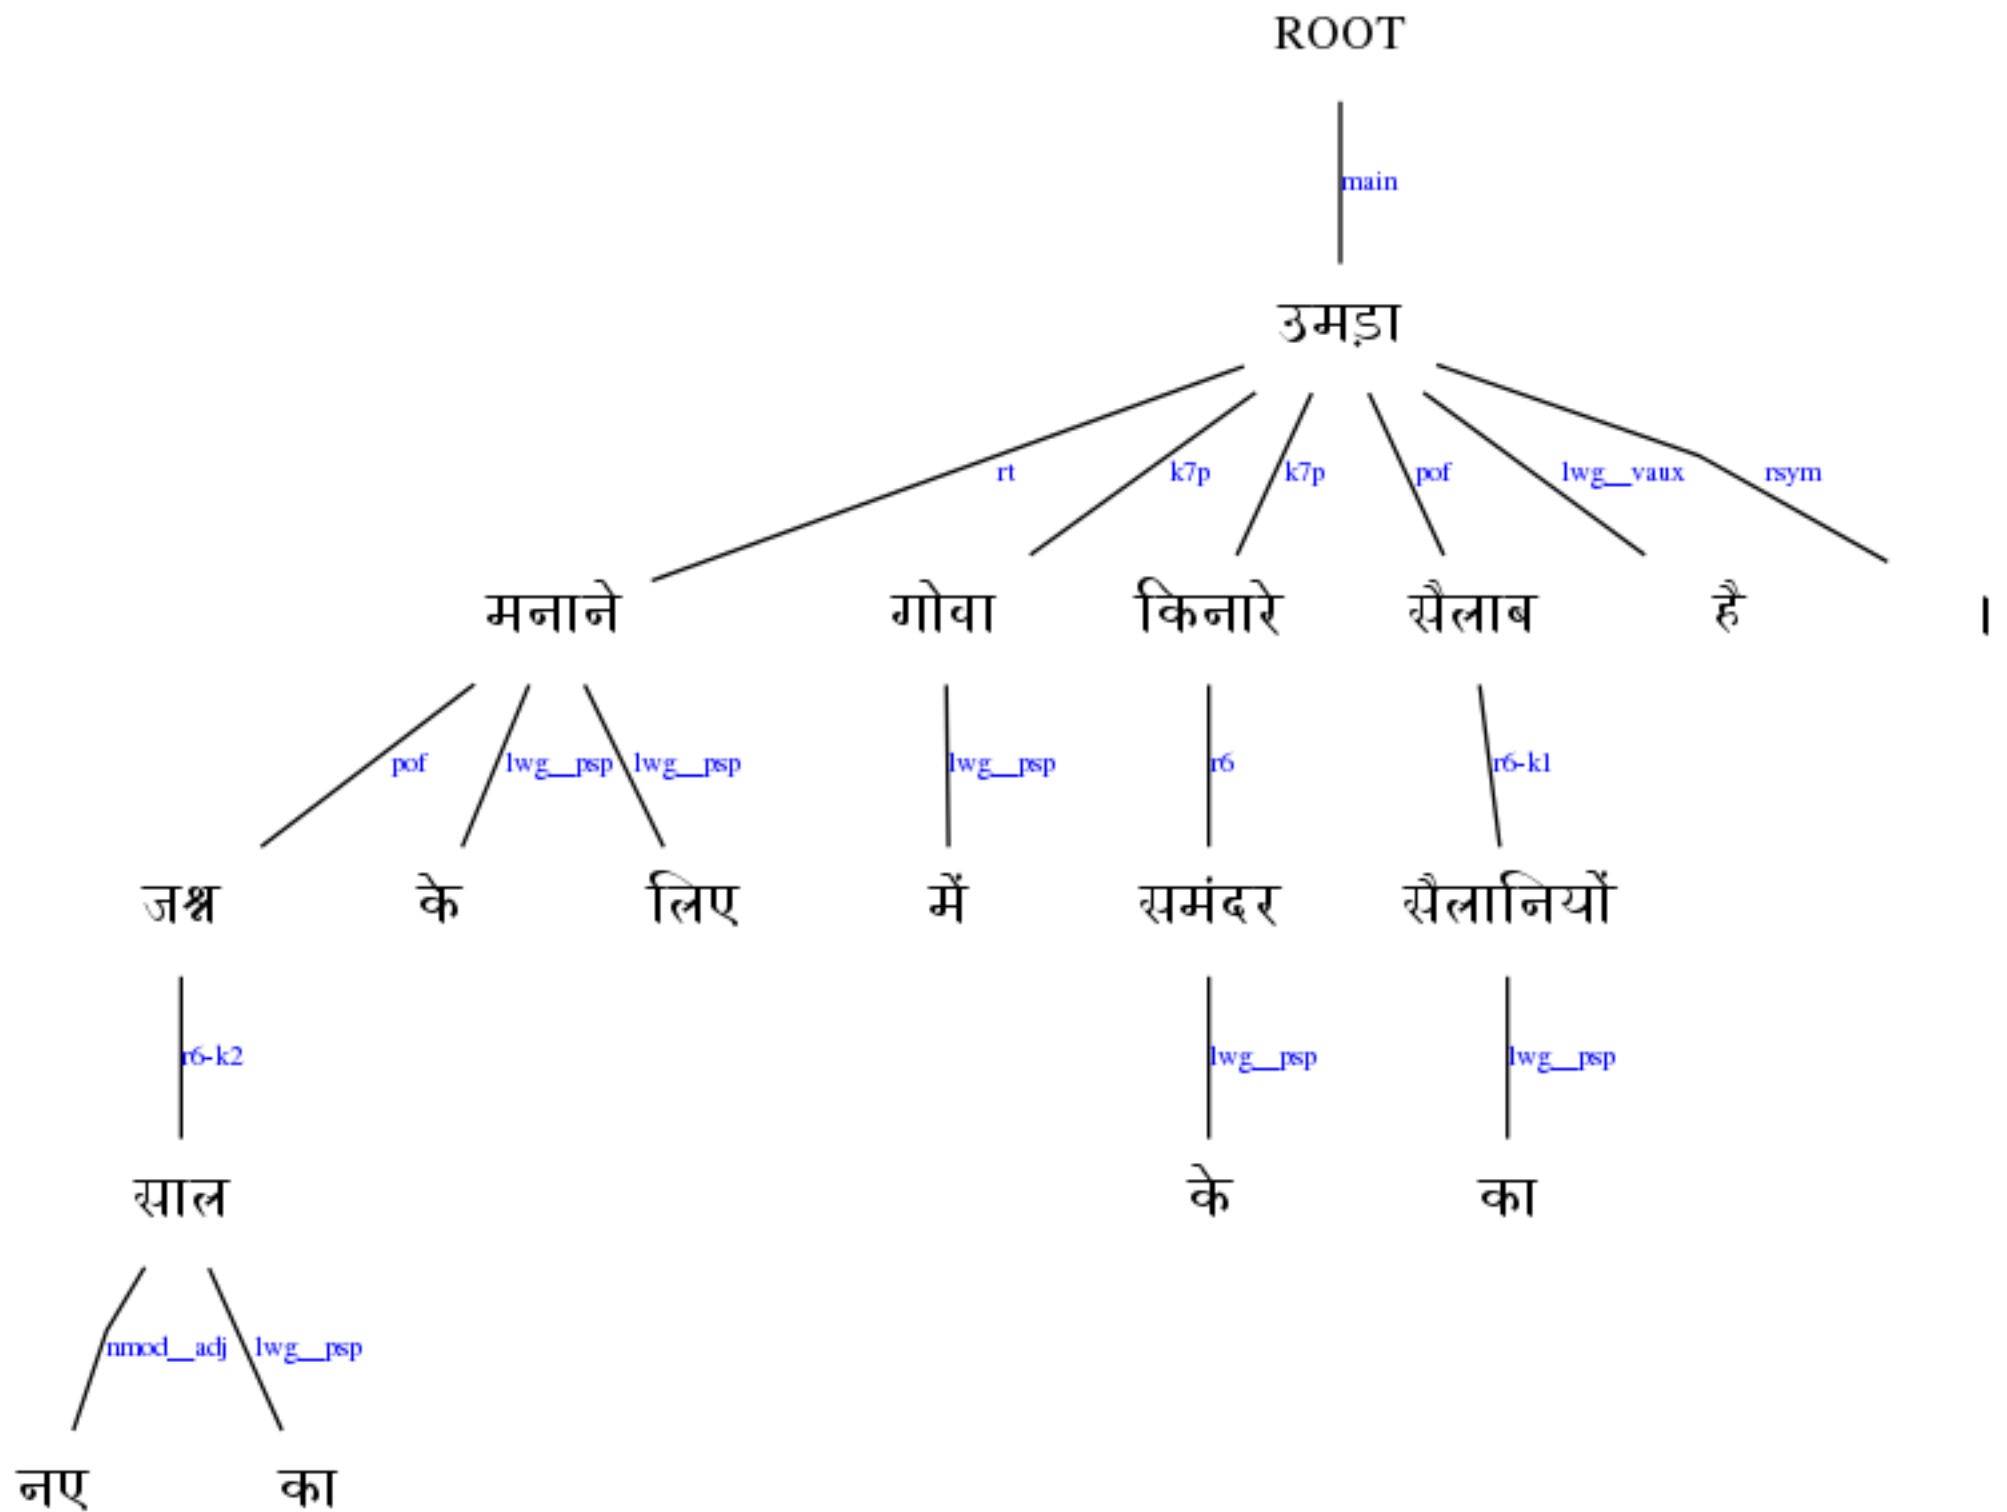 ROOT
main
उमड़ा
rt k7p k7p pof lwg__vaux rsym
मनाने गोवा किनारे सैलाब है ।
pof lwg__psp lwg__psp lwg__psp r6 r6-k1
जश्न के लिए में समंदर सैलानियों
r6-k2 lwg__psp lwg__psp
साल के का
nmod__adj lwg__psp
नए का